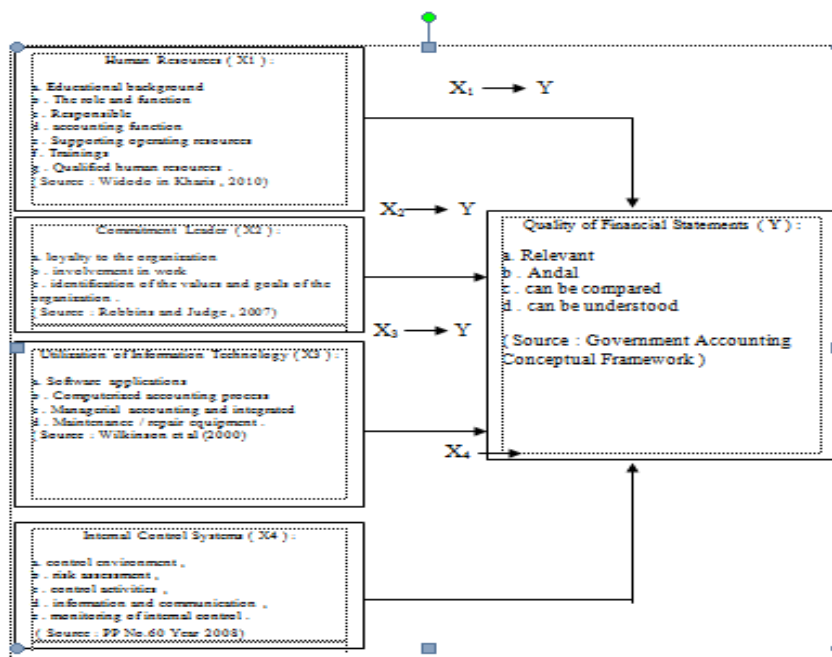 Human Resources ( X1 ) :
a. Educational background
. The role and function
. Responsible
d . accounting function
. Supporting operating resources
f . Trainings
g . Qualified human resources .
( Source : Widodo in Kharis , 2010)
X1 → Y
Commitment Leader ( X2 ) :
a. loyalty to the organization
. involvement in work
. identification of the values and goals of the
organization .
( Source : Robbins and Judge , 2007)
X2 → Y
Utilization of Information Technology ( X3 ) :
a. Software applications
. Computerized accounting process
. Managerial accounting and integrated
d . Maintenance / repair equipment .
( Source : Wilkinson et al (2000)
X3 → Y
Internal Control Systems ( X4 ) :
a. control environment ,
. risk assessment ,
. control activities ,
d . information and communication ,
. monitoring of internal control .
( Source : PP No.60 Year 2008)
X4 →
Quality of Financial Statements ( Y ) :
a. Relevant
b . Andal
c . can be compared
d . can be understood
( Source : Government Accounting
Conceptual Framework )